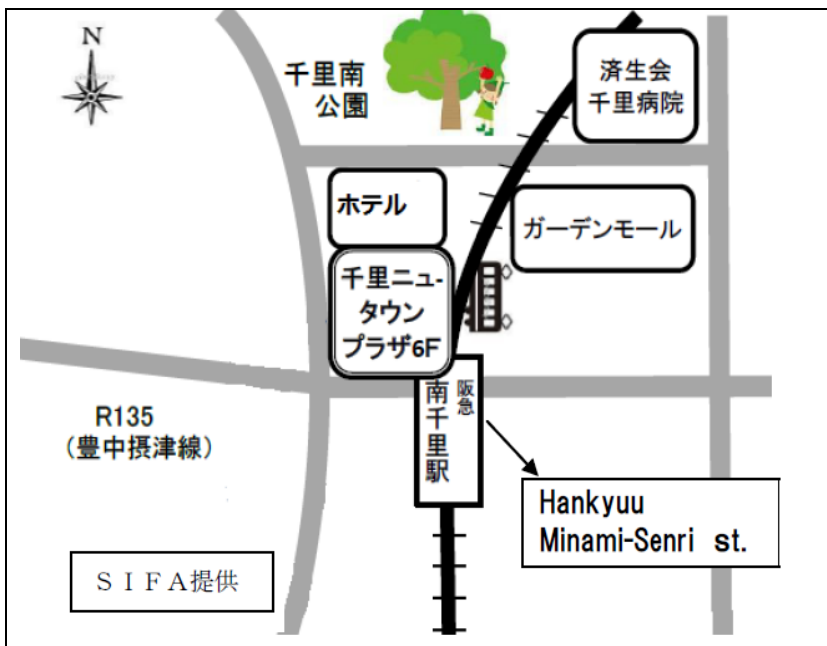 N
千里南
公園
済生会
千里病院
ホテル
ガーデンモール
千里ニュ-
タウン
プラザ6F
阪急
南千里駅
R135
（豊中摂津線）
Hankyuu
Minami-Senri st.
ＳＩＦＡ提供